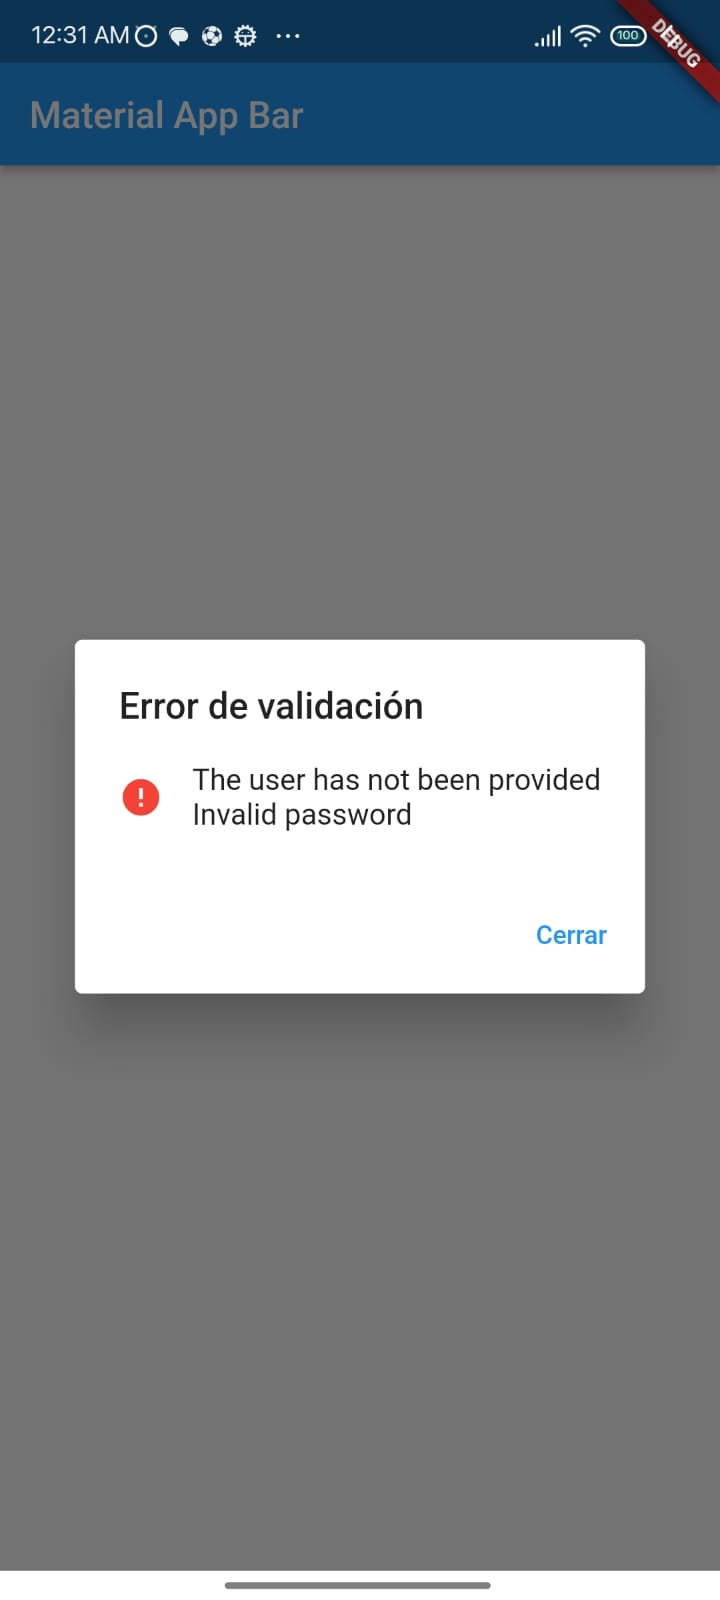 12:31 AM
100
DEBUG
Material App Bar
Error de validación
The user has not been provided
Invalid password
Cerrar